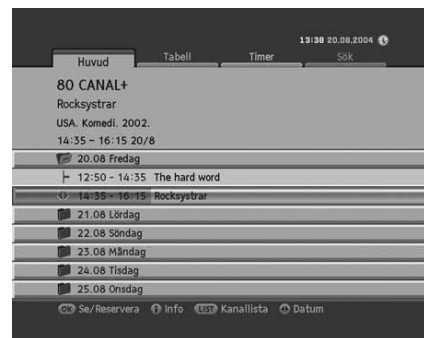 13:38 20.08.2004
Huvud Tabell Timer Sök
80 CANAL+
Rocksystrar
USA. Komedi. 2002.
14:35 ~ 16:15 20/8
20.08 Fredag
12:50 - 14:35 The hard word
14:35 - 16:15 Rocksystrar
21.08 Lördag
22.08 Söndag
23.08 Måndag
24.08 Tisdag
25.08 Onsdag
OK Se/Reservera i Info LIST Kanallista Datum